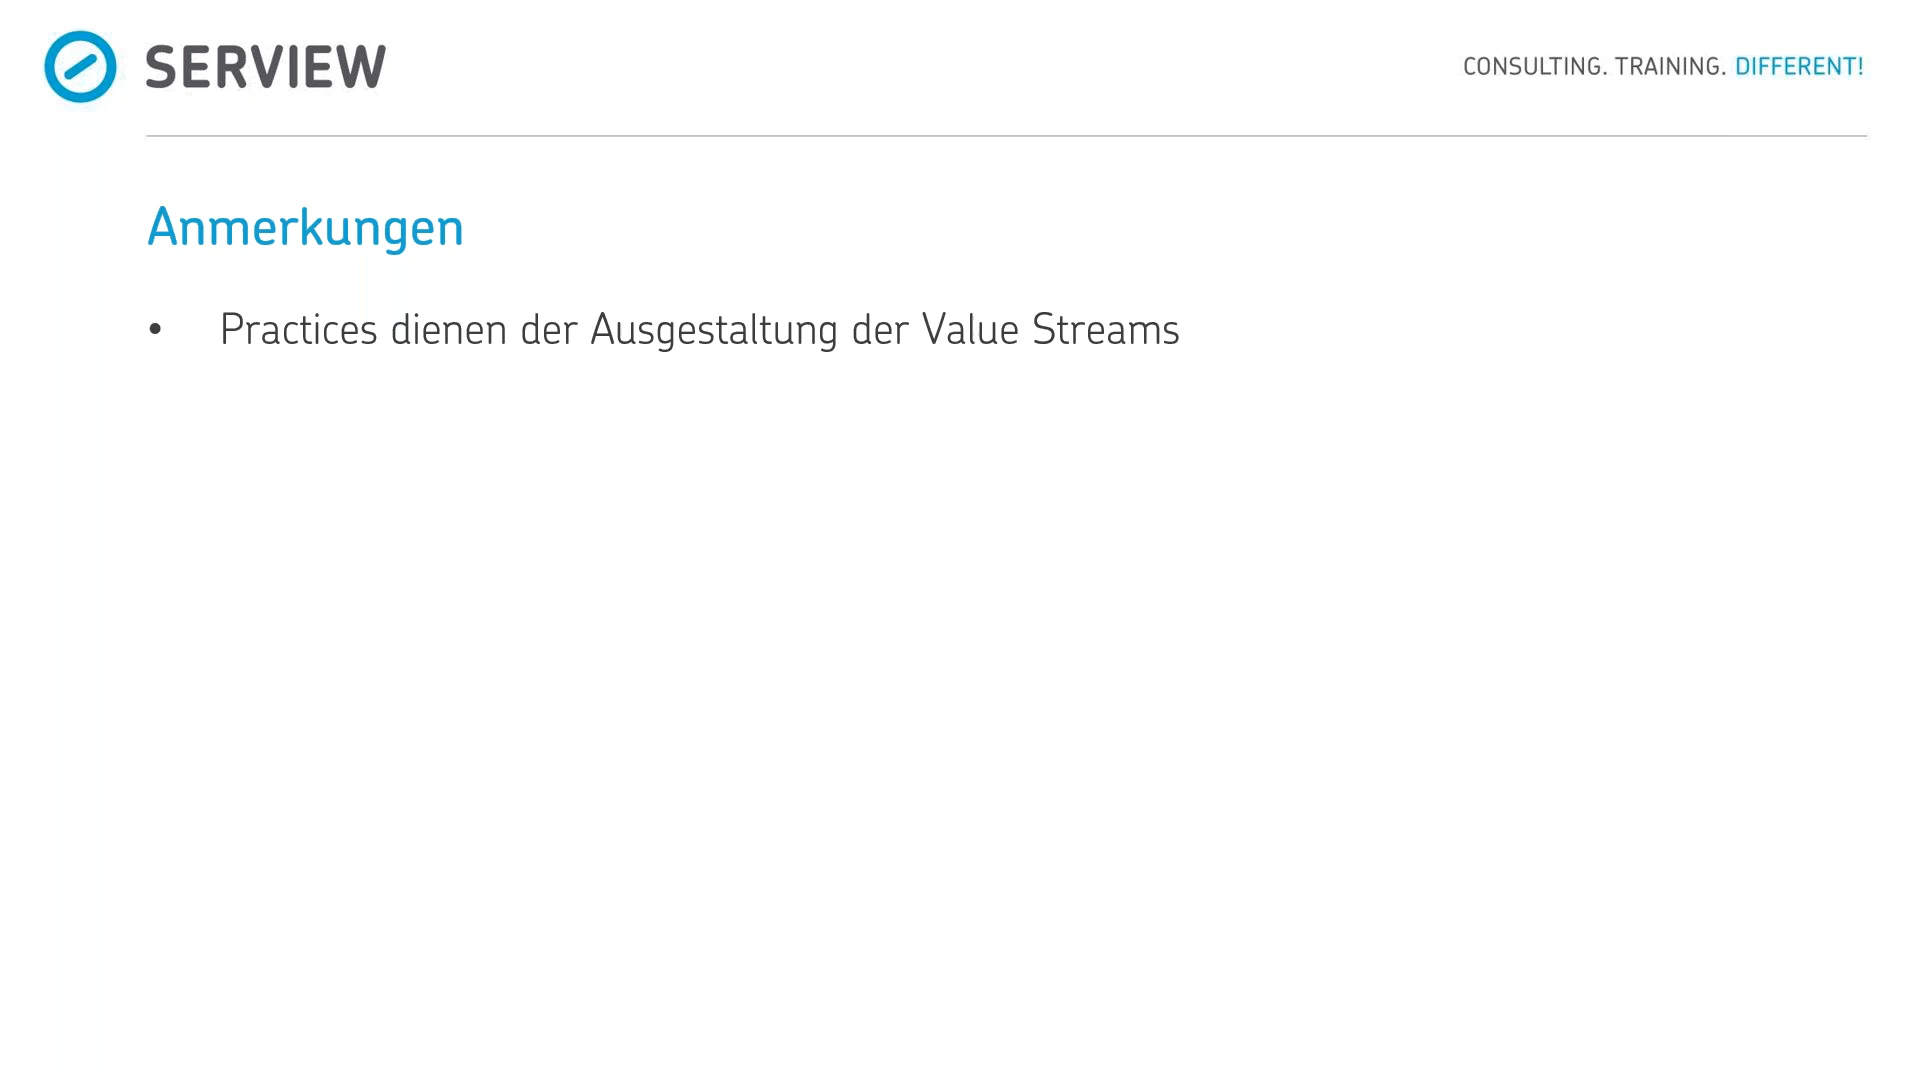 SERVIEW
CONSULTING. TRAINING. DIFFERENT!
Anmerkungen
• Practices dienen der Ausgestaltung der Value Streams